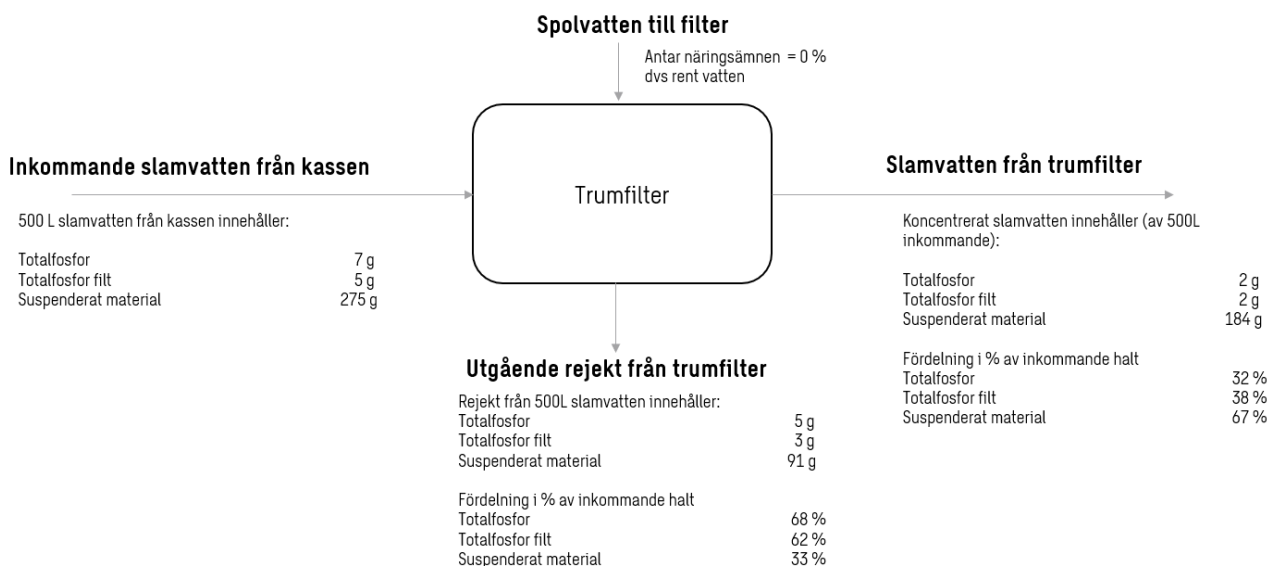 Spolvatten till filter
Antar näringsämnen = 0 %
dvs rent vatten
Inkommande slamvatten från kassen
500 L slamvatten från kassen innehåller:
Totalfosfor 7 g
Totalfosfor filt 5 g
Suspenderat material 275 g
Trumfilter
Slamvatten från trumfilter
Koncentrerat slamvatten innehåller (av 500L
inkommande):
Totalfosfor 2 g
Totalfosfor filt 2 g
Suspenderat material 184 g
Fördelning i % av inkommande halt
Totalfosfor 32 %
Totalfosfor filt 38 %
Suspenderat material 67 %
Utgående rejekt från trumfilter
Rejekt från 500L slamvatten innehåller:
Totalfosfor 5 g
Totalfosfor filt 3 g
Suspenderat material 91 g
Fördelning i % av inkommande halt
Totalfosfor 68 %
Totalfosfor filt 62 %
Suspenderat material 33 %